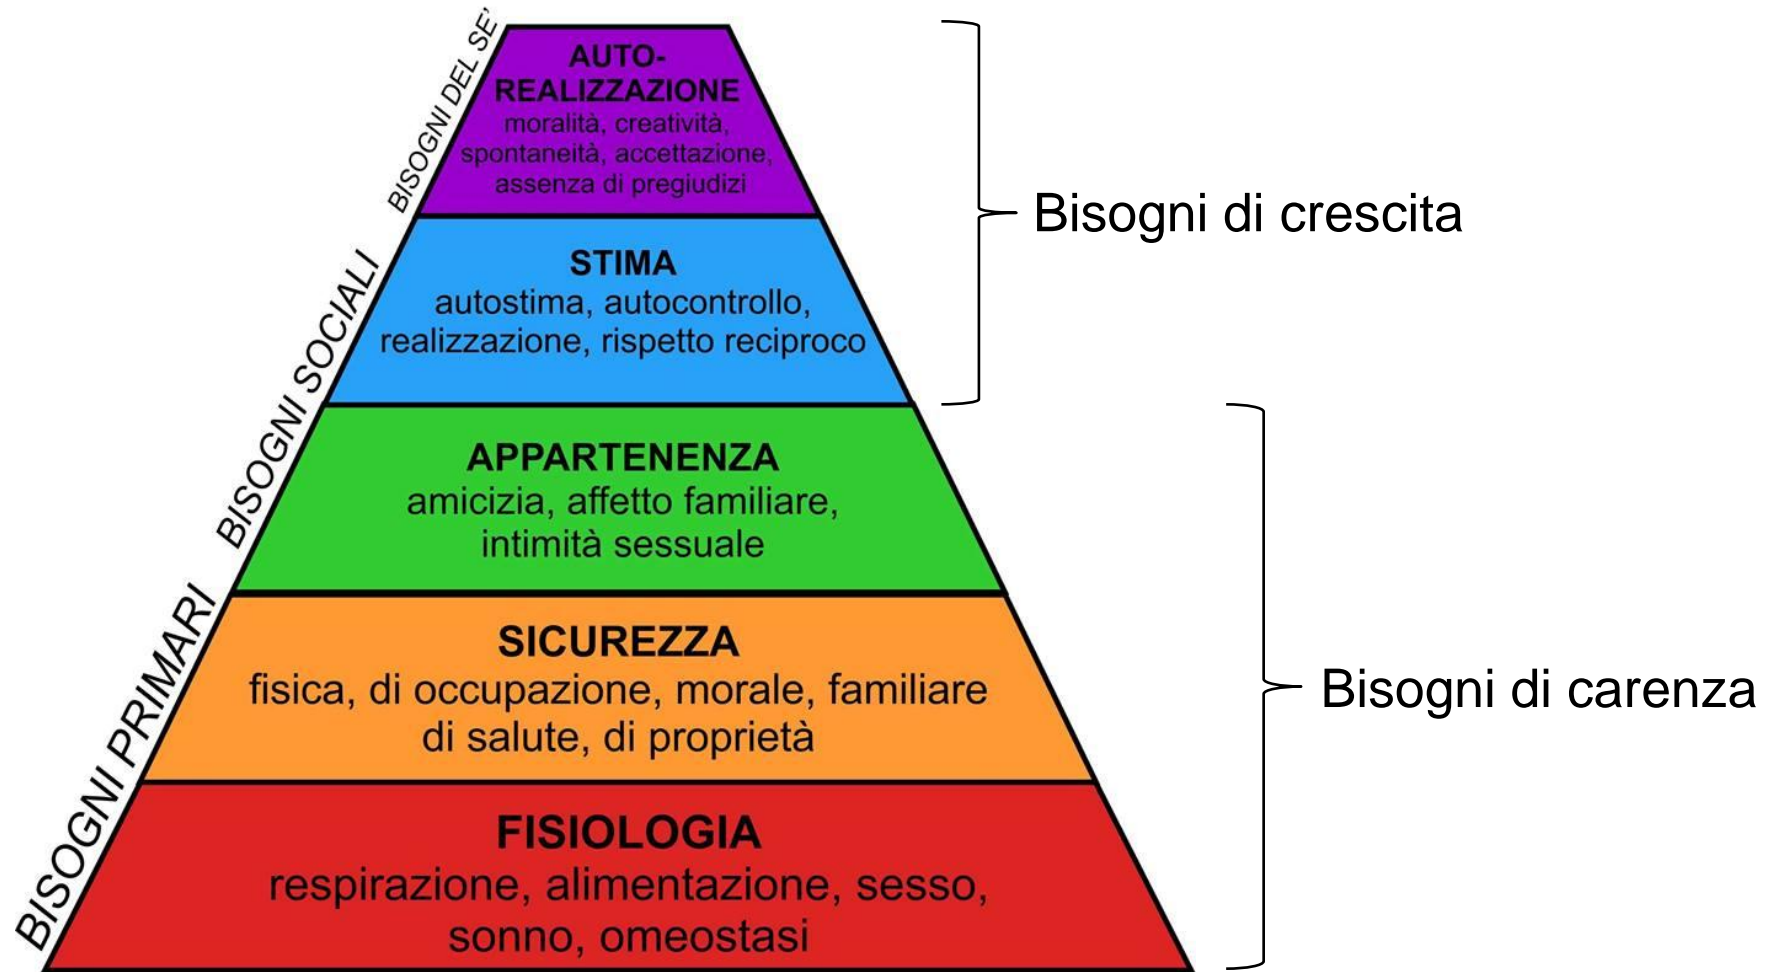 BISOGNI DEL SE’
AUTO-
REALIZZAZIONE
moralità, creatività,
spontaneità, accettazione,
assenza di pregiudizi
Bisogni di crescita
BISOGNI SOCIALI
STIMA
autostima, autocontrollo,
realizzazione, rispetto reciproco
APPARTENENZA
amicizia, affetto familiare,
intimità sessuale
BISOGNI PRIMARI
SICUREZZA
fisica, di occupazione, morale, familiare
di salute, di proprietà
Bisogni di carenza
FISIOLOGIA
respirazione, alimentazione, sesso,
sonno, omeostasi